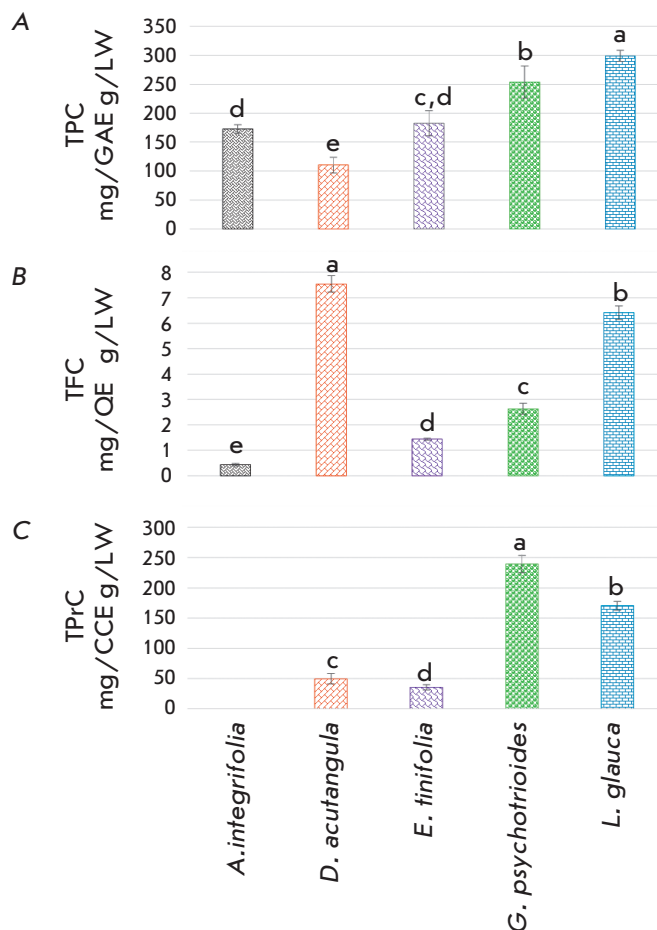 A
TPC
mg/GAE g/LW
350
300
250
200
150
100
50
0
d
e
c,d
b
a
B
TFC
mg/QE g/LW
8
7
6
5
4
3
2
1
0
e
a
d
c
b
C
TPrC
mg/CCE g/LW
300
250
200
150
100
50
0
c
d
a
b
A.integrifolia
D. acutangula
E. tinifolia
G. psychotrioides
L. glauca